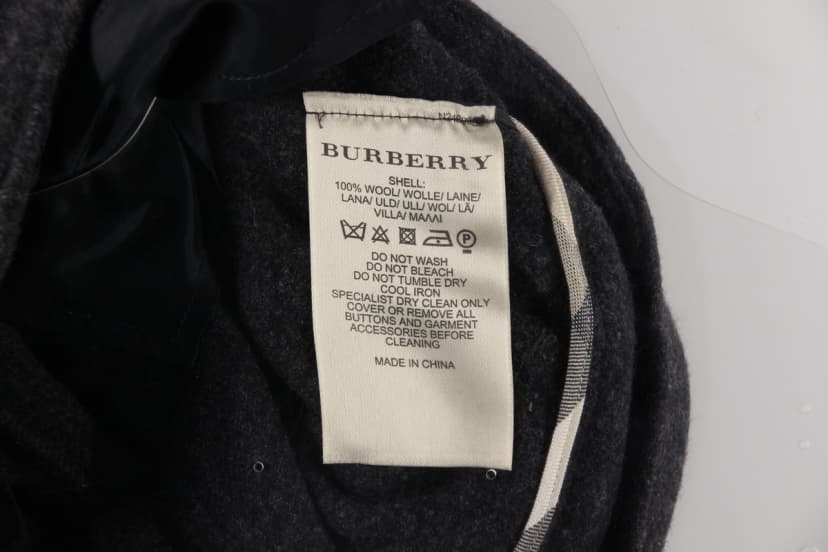 BURBERRY
SHELL:
100% WOOL/ WOLLE/ LAINE/
LANA/ ULD/ ULL/ WOL/ LÄ/
VILLA/ ΜΑΛΛΙ
P
DO NOT WASH
DO NOT BLEACH
DO NOT TUMBLE DRY
COOL IRON
SPECIALIST DRY CLEAN ONLY
COVER OR REMOVE ALL
BUTTONS AND GARMENT
ACCESSORIES BEFORE
CLEANING
MADE IN CHINA